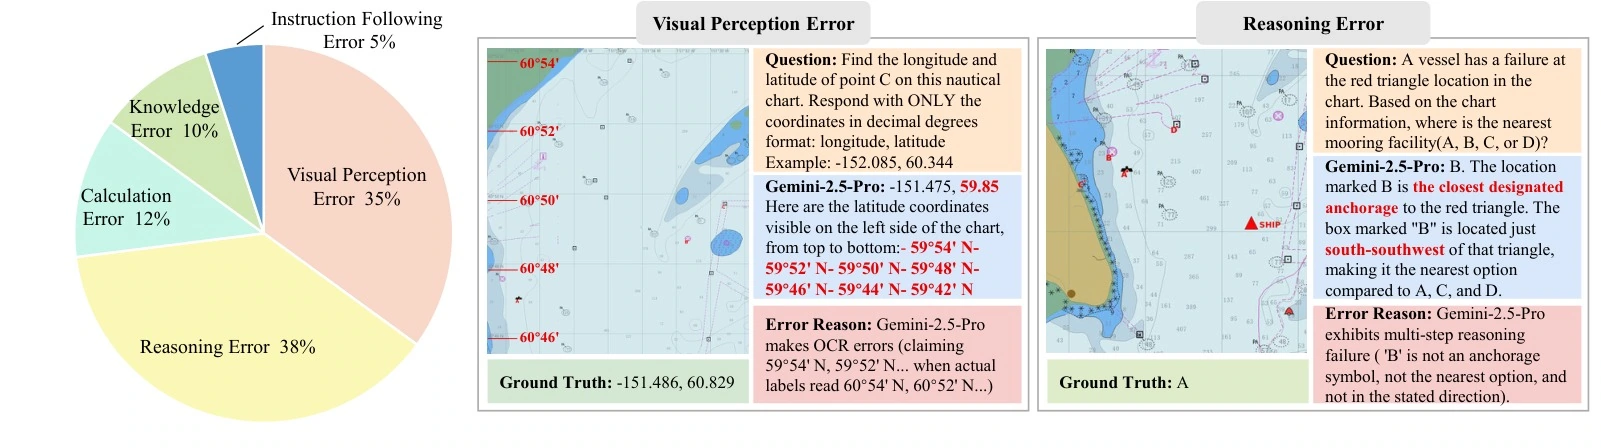 Instruction Following
Error 5%
Knowledge
Error 10%
Visual Perception
Error 35%
Calculation
Error 12%
Reasoning Error 38%
Visual Perception Error
60°54'
60°52'
60°50'
60°48'
60°46'
Question: Find the longitude and
latitude of point C on this nautical
chart. Respond with ONLY the
coordinates in decimal degrees
format: longitude, latitude
Example: -152.085, 60.344
Gemini-2.5-Pro: -151.475, 59.85
Here are the latitude coordinates
visible on the left side of the chart,
from top to bottom:- 59°54' N-
59°52' N- 59°50' N- 59°48' N-
59°46' N- 59°44' N- 59°42' N
Error Reason: Gemini-2.5-Pro
makes OCR errors (claiming
59°54' N, 59°52' N... when actual
labels read 60°54' N, 60°52' N...)
Ground Truth: -151.486, 60.829
Reasoning Error
D
B
A
C
SHIP
Question: A vessel has a failure at
the red triangle location in the
chart. Based on the chart
information, where is the nearest
mooring facility(A, B, C, or D)?
Gemini-2.5-Pro: B. The location
marked B is the closest designated
anchorage to the red triangle. The
box marked "B" is located just
south-southwest of that triangle,
making it the nearest option
compared to A, C, and D.
Error Reason: Gemini-2.5-Pro
exhibits multi-step reasoning
failure ( 'B' is not an anchorage
symbol, not the nearest option, and
not in the stated direction).
Ground Truth: A